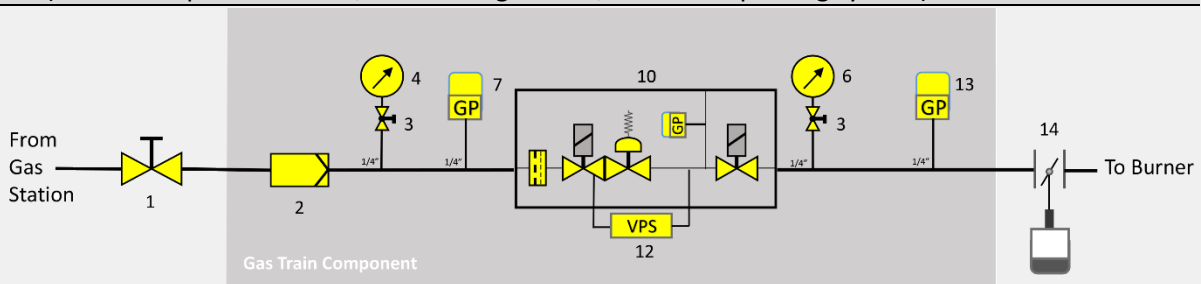 From
Gas
Station
1
2
3
4
7
GP
1/4"
1/4"
10
GP
VPS
12
1/4"
3
6
GP
13
1/4"
14
To Burner
Gas Train Component